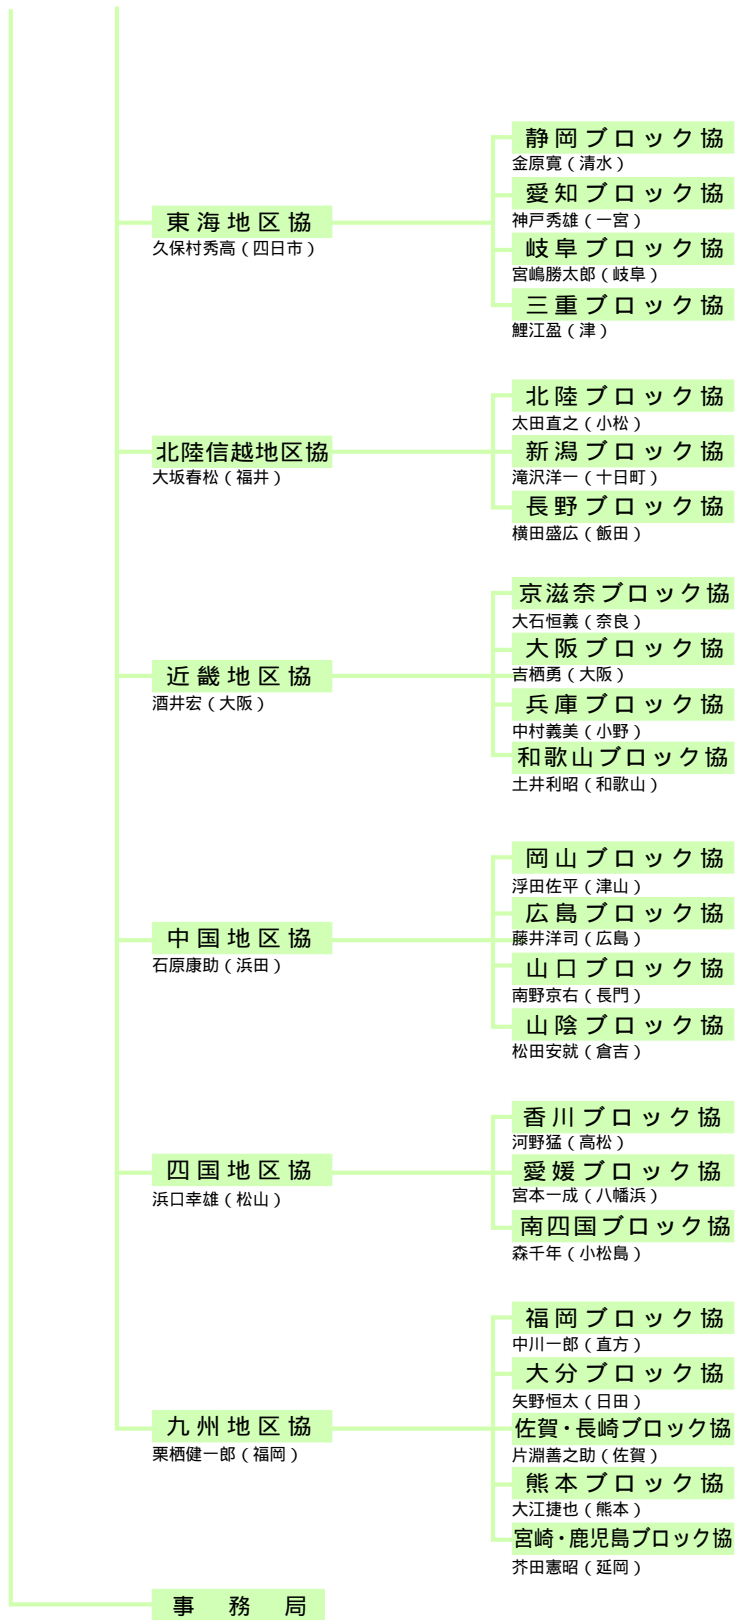 東海地区協
久保村秀高(四日市)
静岡ブロック協
金原寛(清水)
愛知ブロック協
神戸秀雄(一宮)
岐阜ブロック協
宮嶋勝太郎(岐阜)
三重ブロック協
鯉江盈(津)
北陸信越地区協
大坂春松(福井)
北陸ブロック協
太田直之(小松)
新潟ブロック協
滝沢洋一(十日町)
長野ブロック協
横田盛広(飯田)
近畿地区協
酒井宏(大阪)
京滋奈ブロック協
大石恒義(奈良)
大阪ブロック協
吉栖勇(大阪)
兵庫ブロック協
中村義美(小野)
和歌山ブロック協
土井利昭(和歌山)
中国地区協
石原康助(浜田)
岡山ブロック協
浮田佐平(津山)
広島ブロック協
藤井洋司(広島)
山口ブロック協
南野京右(長門)
山陰ブロック協
松田安就(倉吉)
四国地区協
浜口幸雄(松山)
香川ブロック協
河野猛(高松)
愛媛ブロック協
宮本一成(八幡浜)
南四国ブロック協
森千年(小松島)
九州地区協
栗栖健一郎(福岡)
福岡ブロック協
中川一郎(直方)
大分ブロック協
矢野恒太(日田)
佐賀・長崎ブロック協
片淵善之助(佐賀)
熊本ブロック協
大江捷也(熊本)
宮崎・鹿児島ブロック協
芥田憲昭(延岡)
事務局